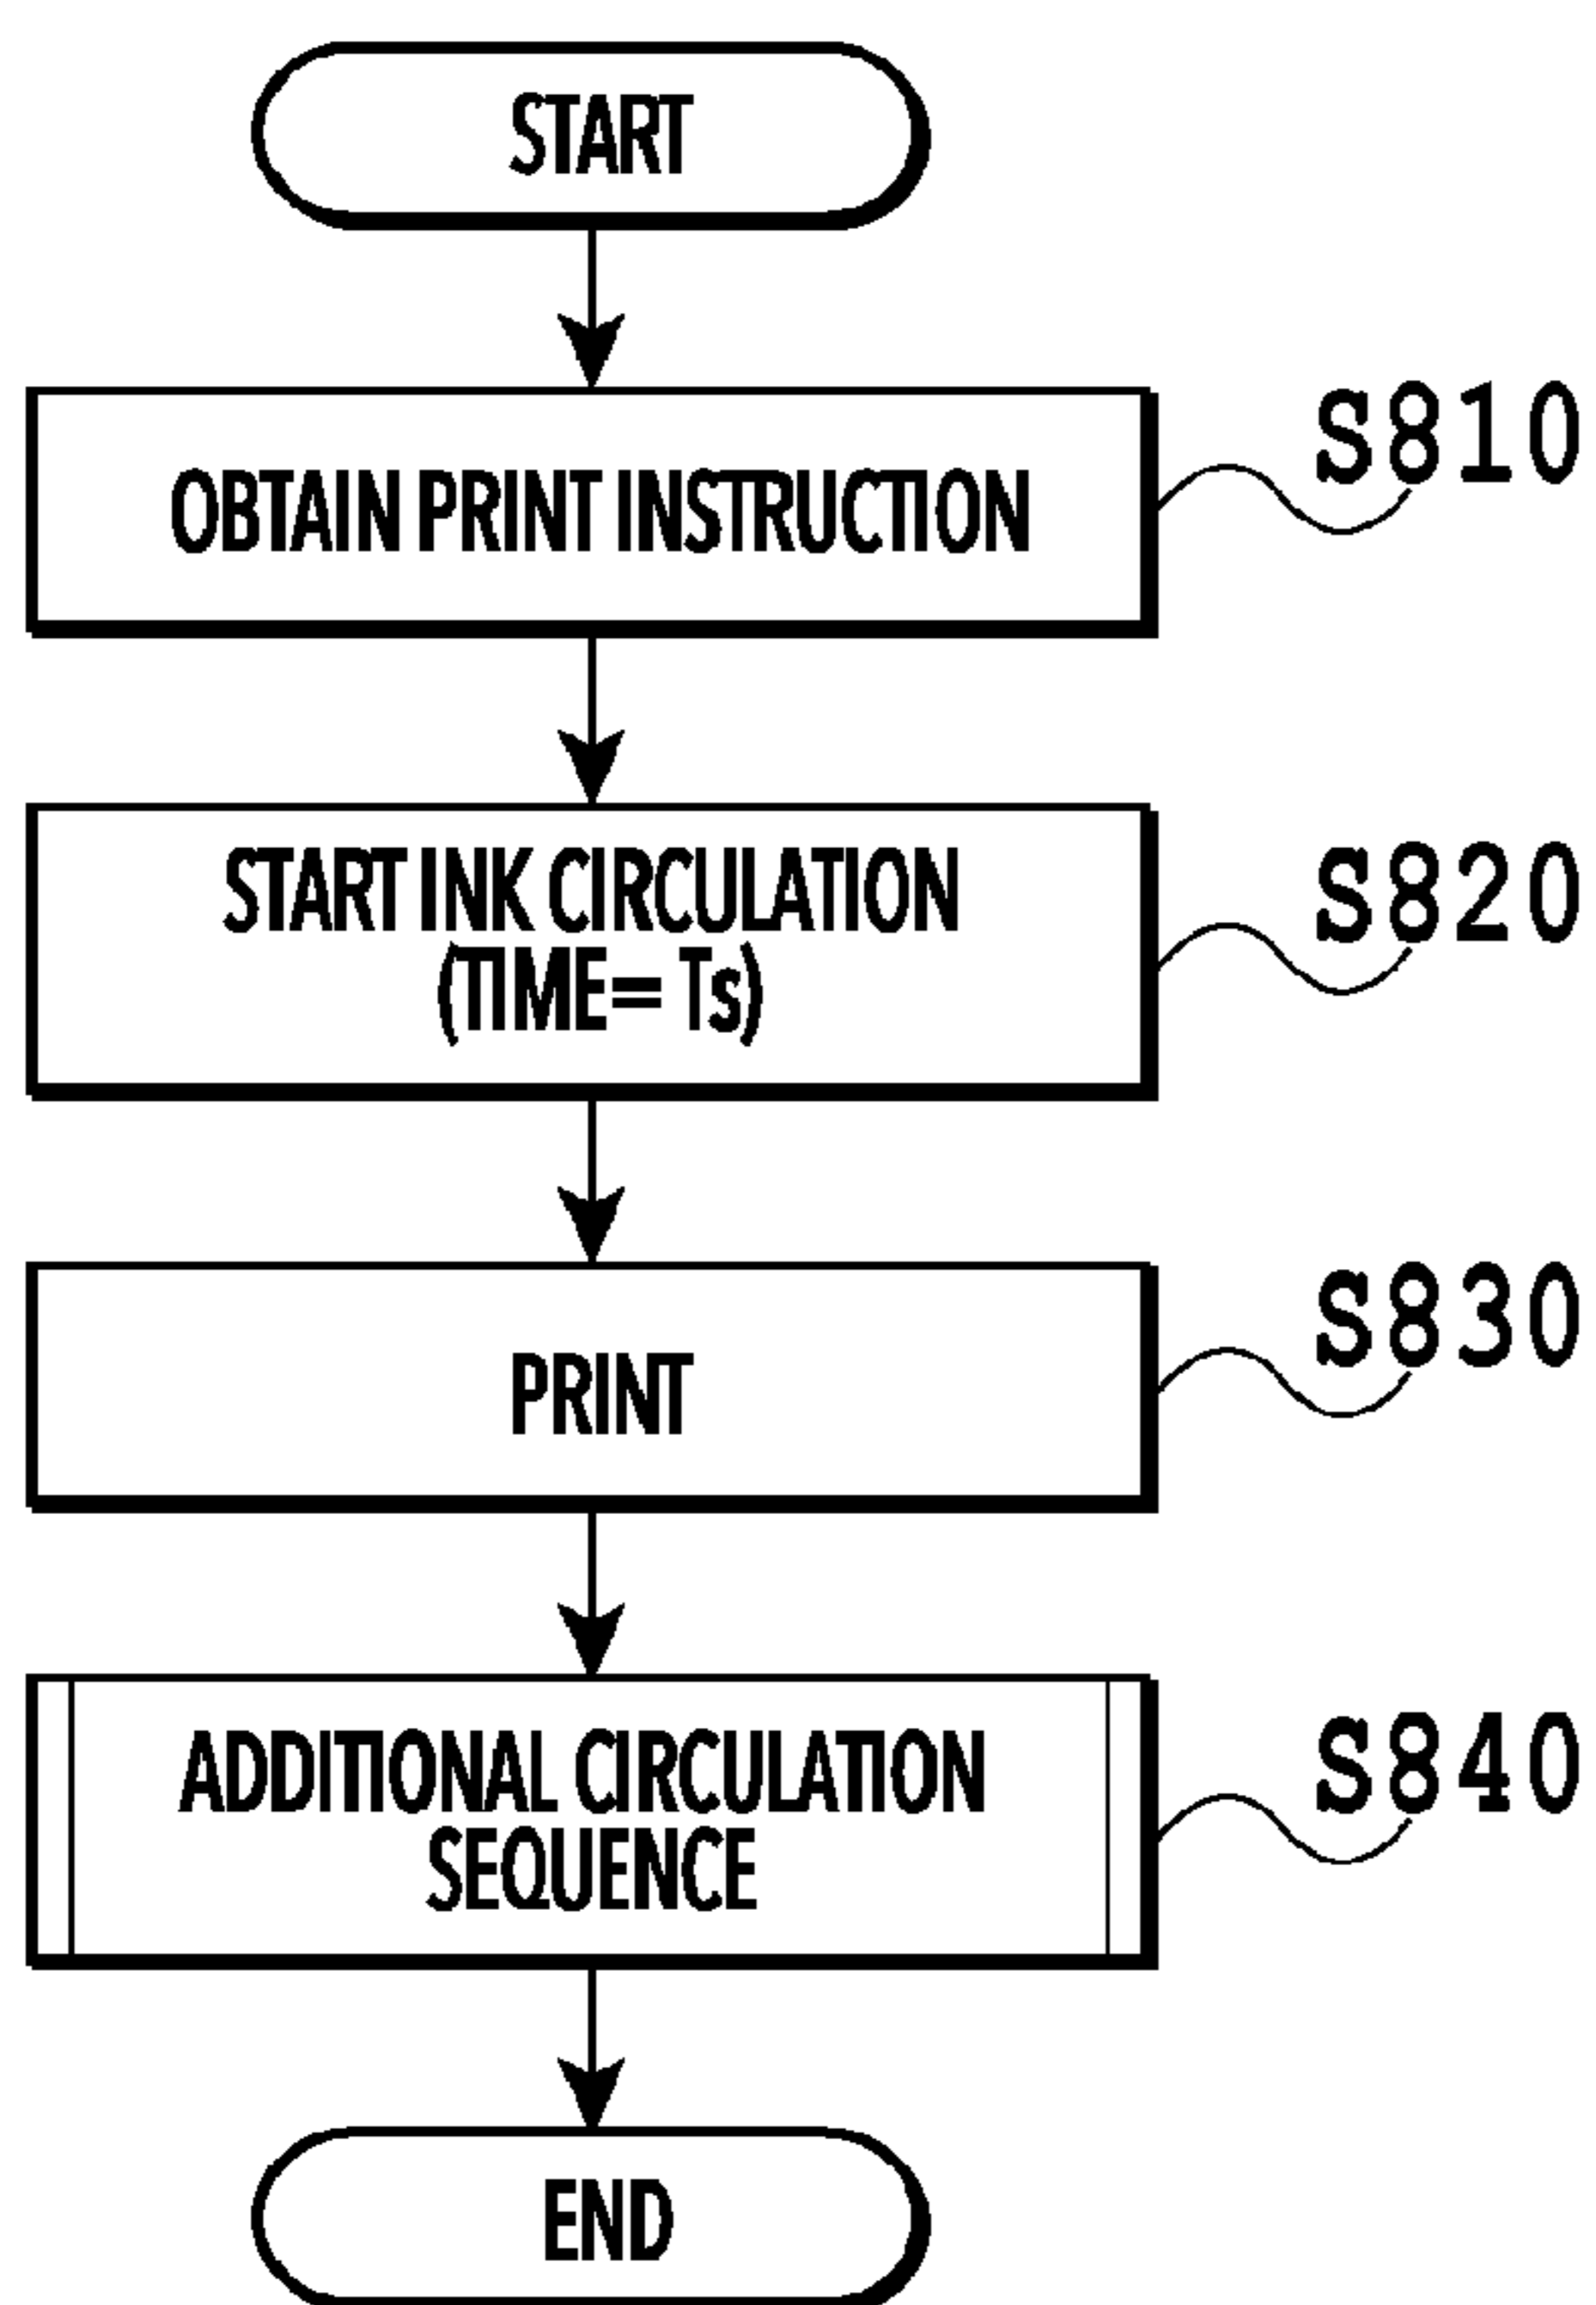 START
OBTAIN PRINT INSTRUCTION
S810
START INK CIRCULATION
(TIME= Ts)
S820
PRINT
S830
ADDITIONAL CIRCULATION
SEQUENCE
S840
END